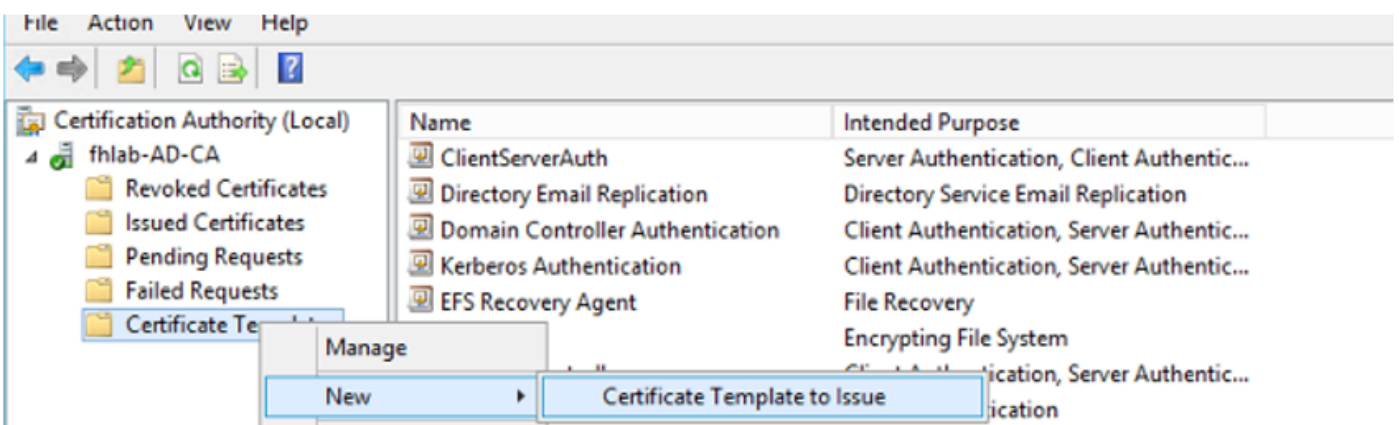 File Action View Help
Certification Authority (Local)
fhlab-AD-CA
Revoked Certificates
Issued Certificates
Pending Requests
Failed Requests
Certificate
Name Intended Purpose
ClientServerAuth Server Authentication, Client Authentic...
Directory Email Replication Directory Service Email Replication
Domain Controller Authentication Client Authentication, Server Authentic...
Kerberos Authentication Client Authentication, Server Authentic...
EFS Recovery Agent File Recovery
Encrypting File System
Server Authentic...
Manage
New
Certificate Template to Issue